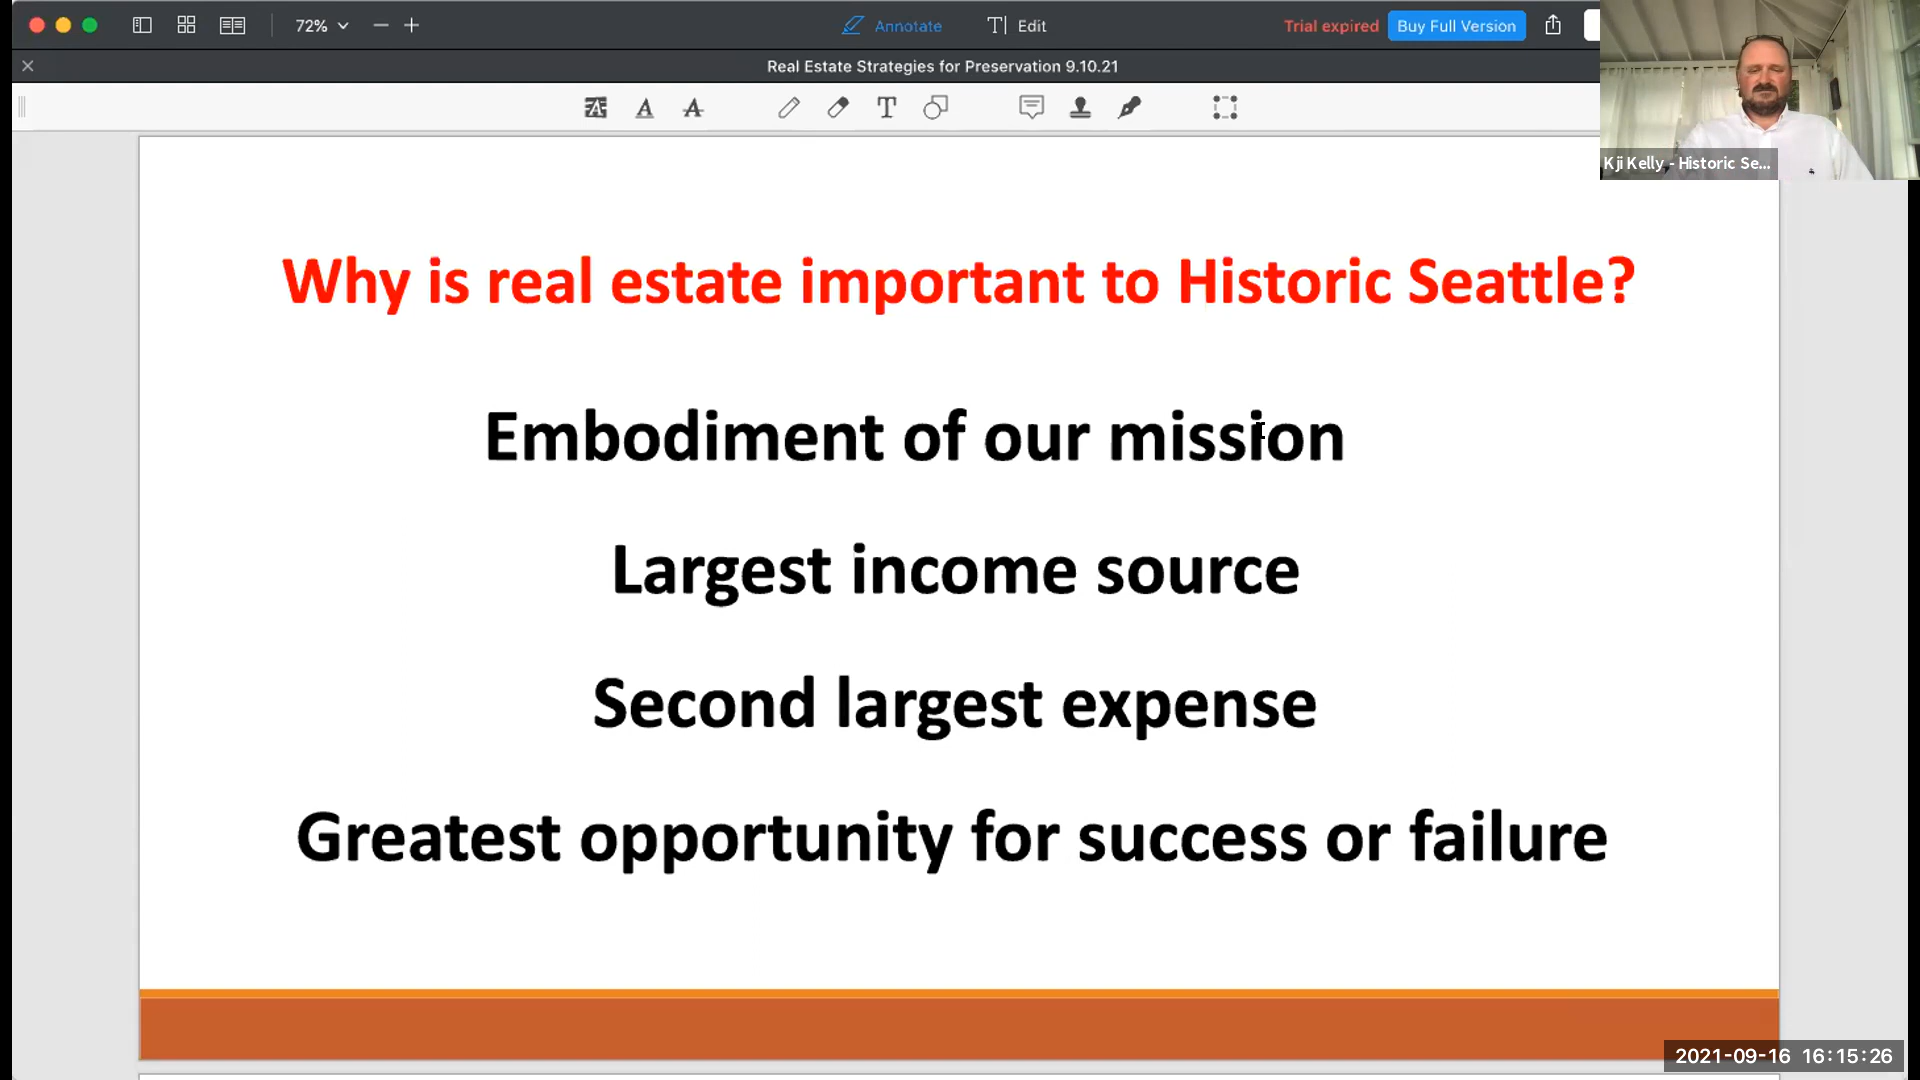 72%
Annotate
Edit
Trial expired
Buy Full Version
Real Estate Strategies for Preservation 9.10.21
Kji Kelly - Historic Se...
Why is real estate important to Historic Seattle?
Embodiment of our mission
Largest income source
Second largest expense
Greatest opportunity for success or failure
2021-09-16 16:15:26